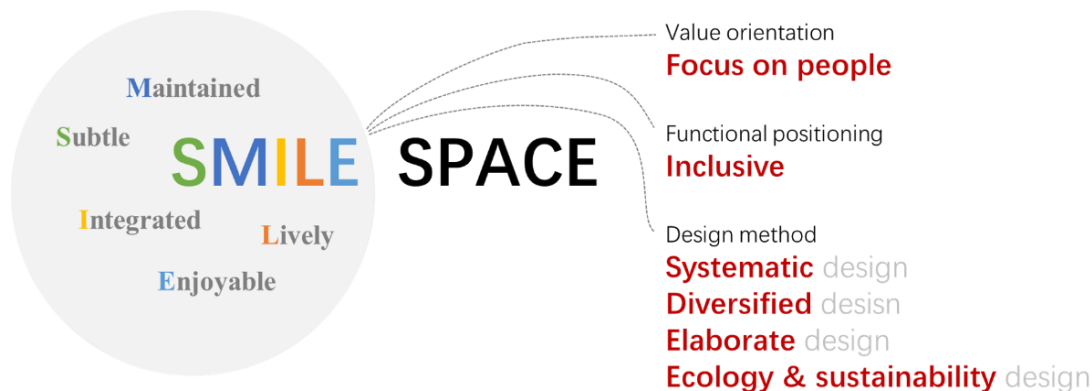 Maintained
Subtle
SMILE SPACE
Integrated
Lively
Enjoyable
Value orientation
Focus on people
Functional positioning
Inclusive
Design method
Systematic design
Diversified desisn
Elaborate design
Ecology & sustainability design